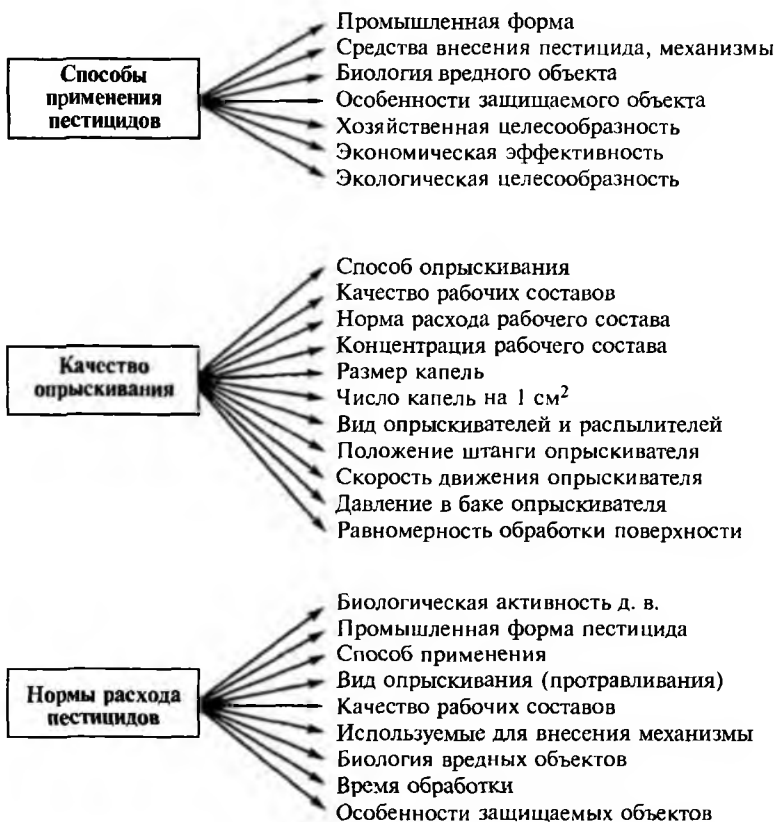 Способы
применения
пестицидов
Промышленная форма
Средства внесения пестицида, механизмы
Биология вредного объекта
Особенности защищаемого объекта
Хозяйственная целесообразность
Экономическая эффективность
Экологическая целесообразность
Качество
опрыскивания
Способ опрыскивания
Качество рабочих составов
Норма расхода рабочего состава
Концентрация рабочего состава
Размер капель
Число капель на 1 см²
Вид опрыскивателей и распылителей
Положение штанги опрыскивателя
Скорость движения опрыскивателя
Давление в баке опрыскивателя
Равномерность обработки поверхности
Нормы расхода
пестицидов
Биологическая активность д. в.
Промышленная форма пестицида
Способ применения
Вид опрыскивания (протравливания)
Качество рабочих составов
Используемые для внесения механизмы
Биология вредных объектов
Время обработки
Особенности защищаемых объектов